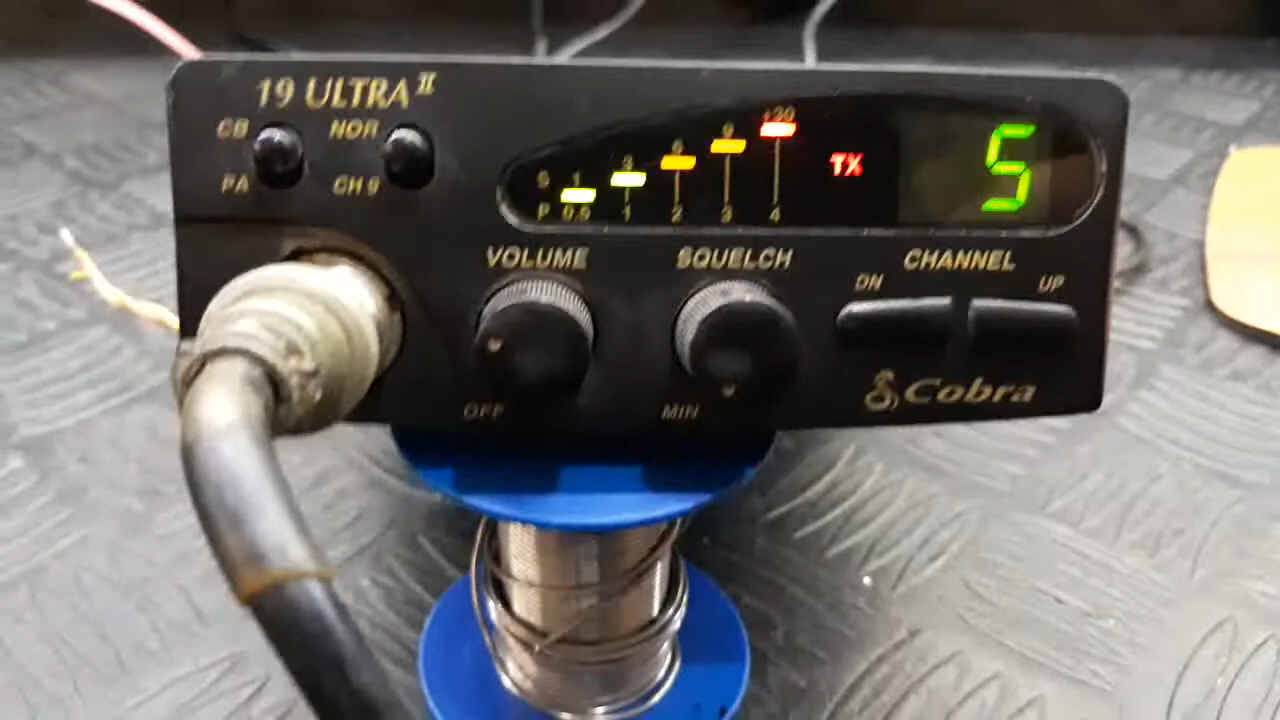 19 ULTRA II
CB NOR
PA CH 9
S 1 3 6 9 +30
P 0.5 1 2 3 4
TX
5
VOLUME SQUELCH CHANNEL
DN UP
OFF MIN
Cobra